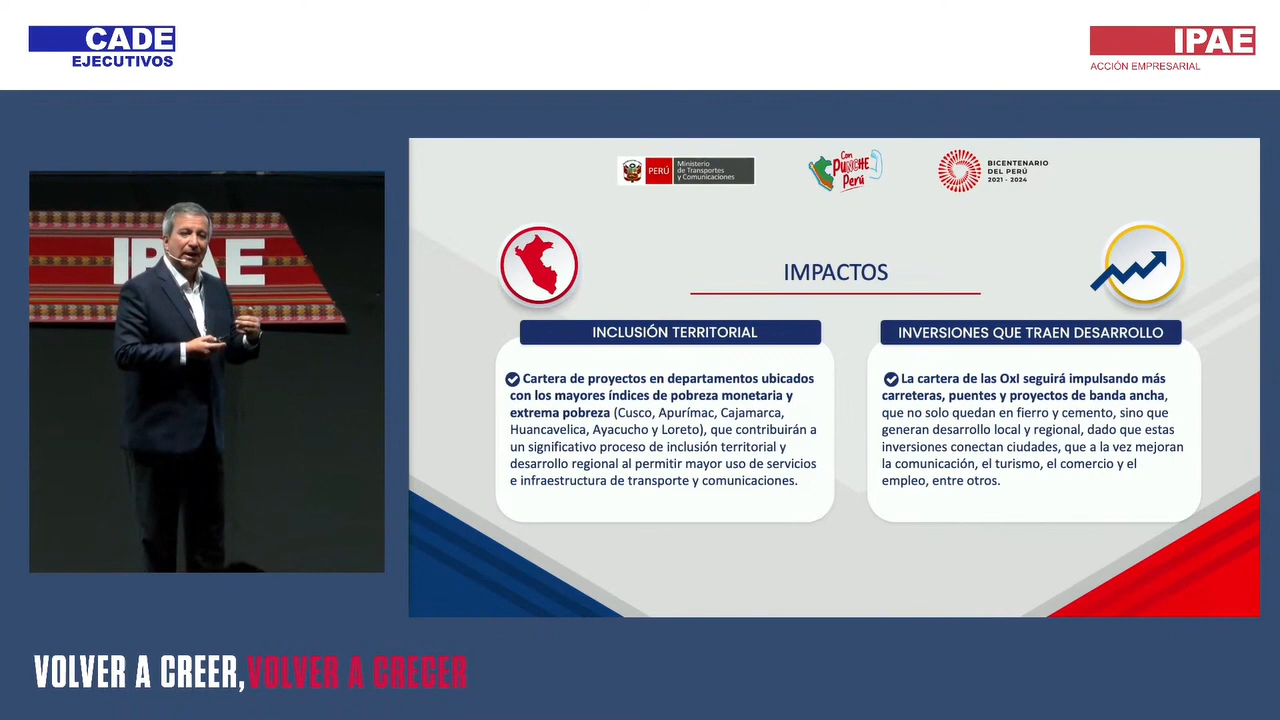 CADE
EJECUTIVOS
IPAE
ACCIÓN EMPRESARIAL
IPAE
PERÚ
Ministerio
de Transportes
y Comunicaciones
Con
PUNCHE
Perú
BICENTENARIO
DEL PERÚ
2021 - 2024
IMPACTOS
INCLUSIÓN TERRITORIAL
Cartera de proyectos en departamentos ubicados
con los mayores índices de pobreza monetaria y
extrema pobreza (Cusco, Apurímac, Cajamarca,
Huancavelica, Ayacucho y Loreto), que contribuirán a
un significativo proceso de inclusión territorial y
desarrollo regional al permitir mayor uso de servicios
e infraestructura de transporte y comunicaciones.
INVERSIONES QUE TRAEN DESARROLLO
La cartera de las OxI seguirá impulsando más
carreteras, puentes y proyectos de banda ancha,
que no solo quedan en fierro y cemento, sino que
generan desarrollo local y regional, dado que estas
inversiones conectan ciudades, que a la vez mejoran
la comunicación, el turismo, el comercio y el
empleo, entre otros.
VOLVER A CREER, VOLVER A CRECER